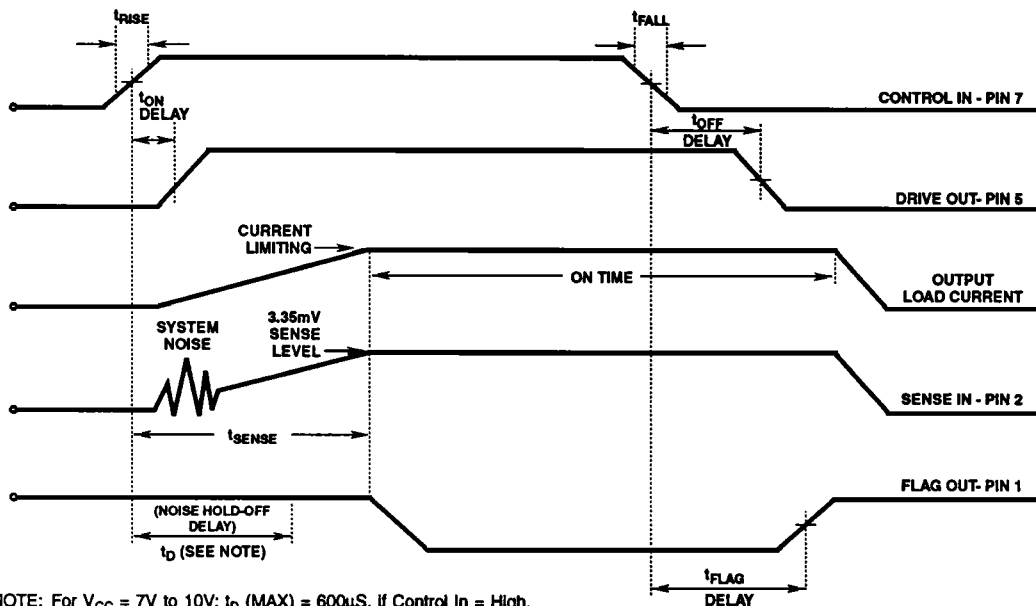 tRISE
tFALL
tON
DELAY
CONTROL IN - PIN 7
tOFF
DELAY
DRIVE OUT- PIN 5
CURRENT
LIMITING
ON TIME
OUTPUT
LOAD CURRENT
SYSTEM
NOISE
3.35mV
SENSE
LEVEL
SENSE IN - PIN 2
tSENSE
FLAG OUT- PIN 1
(NOISE HOLD-OFF
DELAY)
tD (SEE NOTE)
tFLAG
DELAY
NOTE: For VCC = 7V to 10V; tD (MAX) = 600µS, if Control In = High.